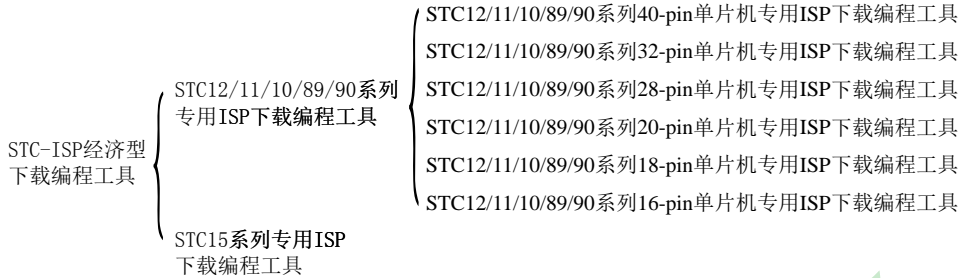 STC-ISP经济型
下载编程工具
STC12/11/10/89/90系列
专用ISP下载编程工具
STC12/11/10/89/90系列40-pin单片机专用ISP下载编程工具
STC12/11/10/89/90系列32-pin单片机专用ISP下载编程工具
STC12/11/10/89/90系列28-pin单片机专用ISP下载编程工具
STC12/11/10/89/90系列20-pin单片机专用ISP下载编程工具
STC12/11/10/89/90系列18-pin单片机专用ISP下载编程工具
STC12/11/10/89/90系列16-pin单片机专用ISP下载编程工具
STC15系列专用ISP
下载编程工具